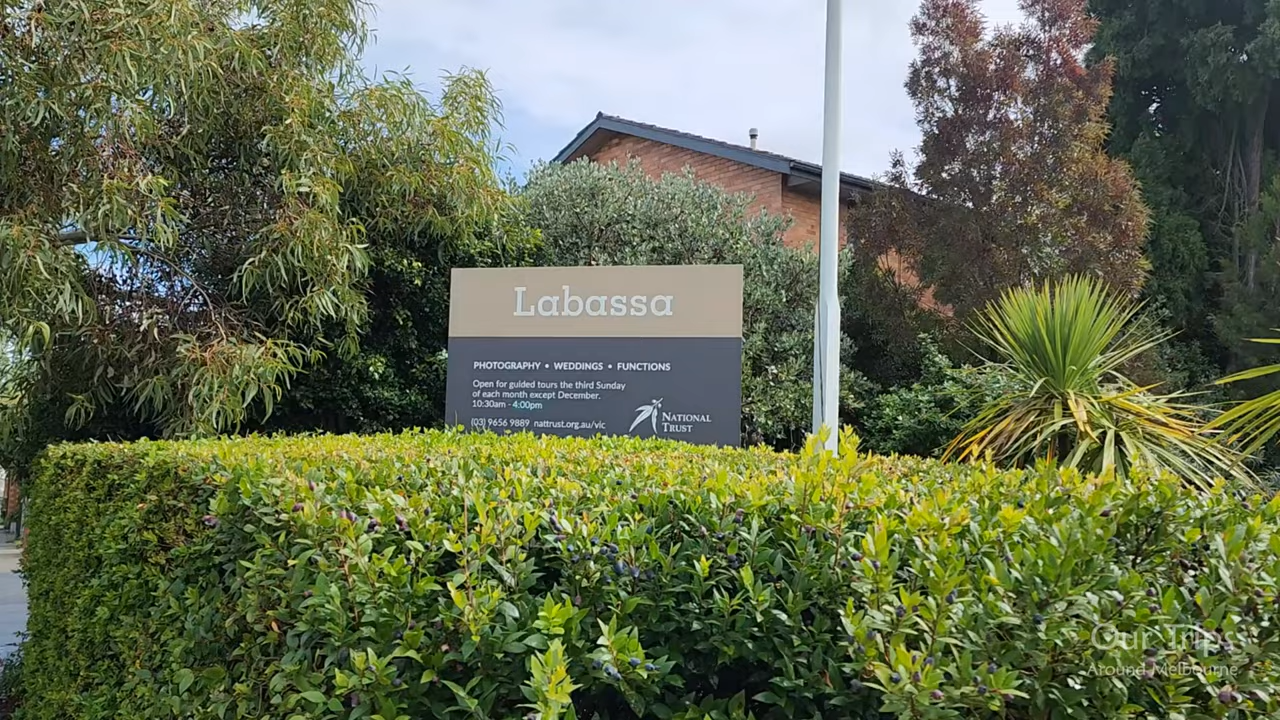 Labassa
PHOTOGRAPHY • WEDDINGS • FUNCTIONS
Open for guided tours the third Sunday
of each month except December.
10:30am - 4:00pm
(03) 9656 9889 nattrust.org.au/vic
NATIONAL
TRUST
Our Trips
Around Melbourne